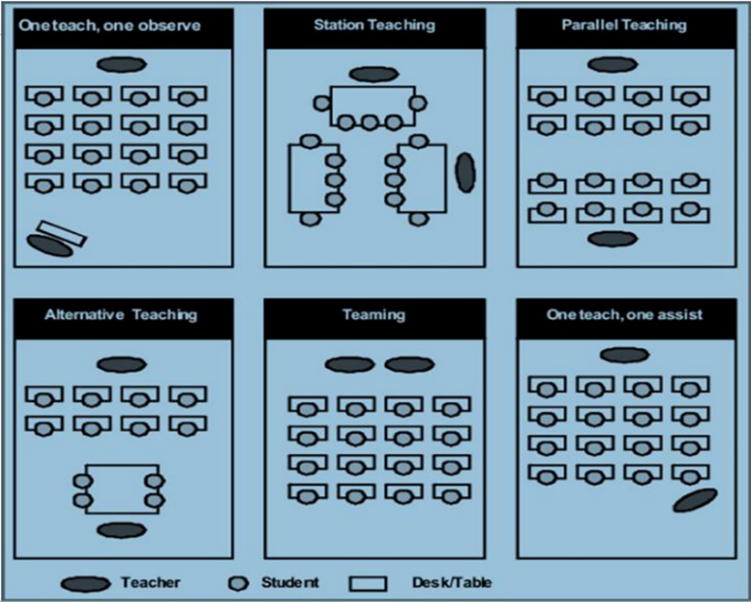 One teach, one observe
Station Teaching
Parallel Teaching
Alternative Teaching
Teaming
One teach, one assist
Teacher
Student
Desk/Table